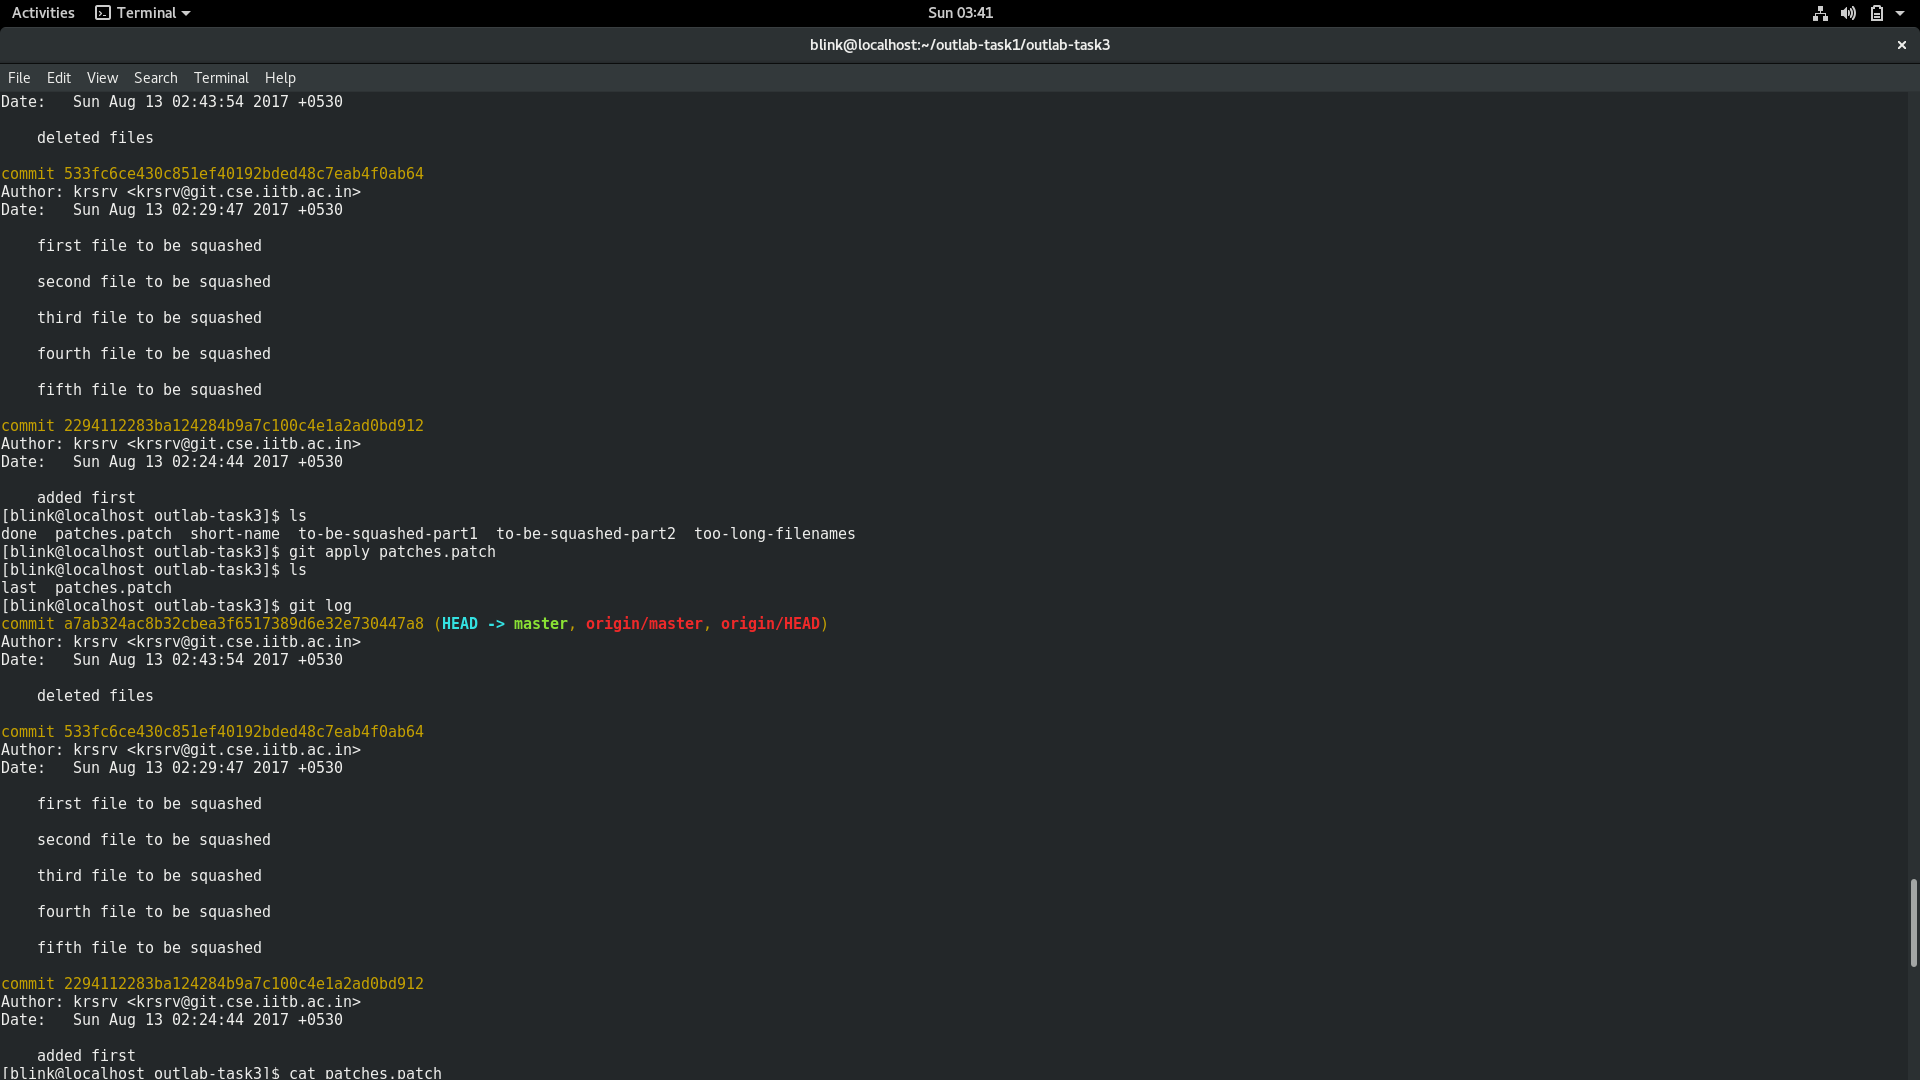 Activities Terminal Sun 03:41
blink@localhost:~/outlab-task1/outlab-task3 ×
File Edit View Search Terminal Help
Date:   Sun Aug 13 02:43:54 2017 +0530
    deleted files
commit 533fc6ce430c851ef40192bded48c7eab4f0ab64
Author: krsrv <krsrv@git.cse.iitb.ac.in>
Date:   Sun Aug 13 02:29:47 2017 +0530
    first file to be squashed
    second file to be squashed
    third file to be squashed
    fourth file to be squashed
    fifth file to be squashed
commit 2294112283ba124284b9a7c100c4e1a2ad0bd912
Author: krsrv <krsrv@git.cse.iitb.ac.in>
Date:   Sun Aug 13 02:24:44 2017 +0530
    added first
[blink@localhost outlab-task3]$ ls
done  patches.patch  short-name  to-be-squashed-part1  to-be-squashed-part2  too-long-filenames
[blink@localhost outlab-task3]$ git apply patches.patch
[blink@localhost outlab-task3]$ ls
last  patches.patch
[blink@localhost outlab-task3]$ git log
commit a7ab324ac8b32cbea3f6517389d6e32e730447a8 (HEAD -> master, origin/master, origin/HEAD)
Author: krsrv <krsrv@git.cse.iitb.ac.in>
Date:   Sun Aug 13 02:43:54 2017 +0530
    deleted files
commit 533fc6ce430c851ef40192bded48c7eab4f0ab64
Author: krsrv <krsrv@git.cse.iitb.ac.in>
Date:   Sun Aug 13 02:29:47 2017 +0530
    first file to be squashed
    second file to be squashed
    third file to be squashed
    fourth file to be squashed
    fifth file to be squashed
commit 2294112283ba124284b9a7c100c4e1a2ad0bd912
Author: krsrv <krsrv@git.cse.iitb.ac.in>
Date:   Sun Aug 13 02:24:44 2017 +0530
    added first
[blink@localhost outlab-task3]$ cat patches.patch